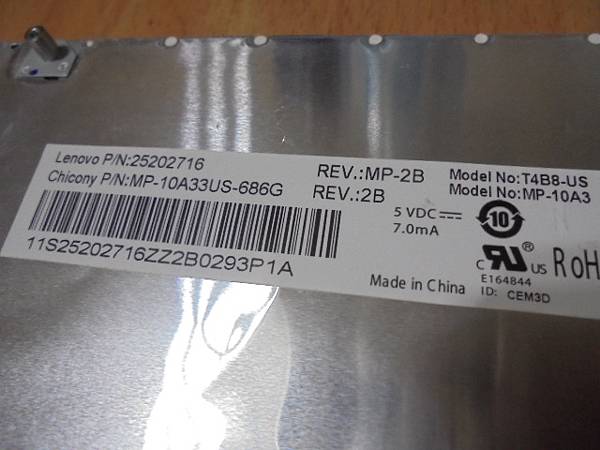 Lenovo P/N:25202716
REV.:MP-2B
Model No:T4B8-US
Chicony P/N:MP-10A33US-686G
REV.:2B
Model No:MP-10A3
5 VDC
7.0mA
10
11S25202716ZZ2B0293P1A
Made in China
C RU ® US
E164844
ID: CEM3D
RoH